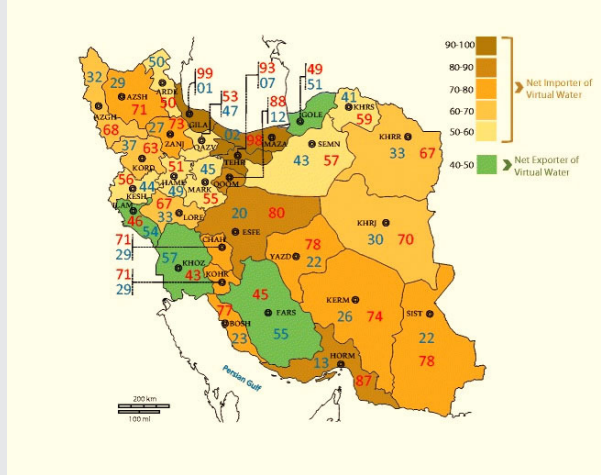 90-100
80-90
70-80
60-70
50-60
40-50
Net Importer of
Virtual Water
Net Exporter of
Virtual Water
50
ARDE
50
32
29
AZSH
71
AZGH
68
99
01
53
47
93
07
88
12
49
51
GOLE
41
KHRS
59
GILA
73
27
ZANJ
QAZV
02
98
MAZA
TEHR
SEMN
43
57
KHRR
33
67
37
63
KORD
51
HAMA
45
QOOM
56
44
49
MARK
55
KESH
67
33
LORE
ILAM
46
54
20
80
ESFE
KHRJ
30
70
71
29
CHAH
78
YAZD
22
57
KHOZ
43
KOHK
71
29
45
FARS
55
KERM
26
74
SIST
22
78
77
BOSH
23
HORM
13
87
Persian Gulf
200 km
100 ml